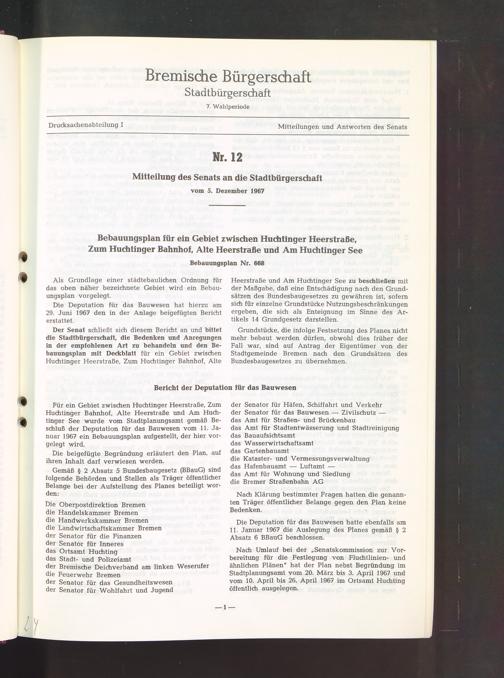 Bremische Bürgerschaft
Stadtbürgerschaft
7. Wahlperiode
Drucksachenabteilung I
Mitteilungen und Antworten des Senats
Nr. 12
Mitteilung des Senats an die Stadtbürgerschaft
vom 5. Dezember 1967
Bebauungsplan für ein Gebiet zwischen Huchtinger Heerstraße,
Zum Huchtinger Bahnhof, Alte Heerstraße und Am Huchtinger See
Bebauungsplan Nr. 668
Als Grundlage einer städtebaulichen Ordnung für
das oben näher bezeichnete Gebiet wird ein Bebau-
ungsplan vorgelegt.
Die Deputation für das Bauwesen hat hierzu am
29. Juni 1967 den in der Anlage beigefügten Bericht
erstattet.
Der Senat schließt sich diesem Bericht an und bittet
die Stadtbürgerschaft, die Bedenken und Anregungen
in der empfohlenen Art zu behandeln und den Be-
bauungsplan mit Deckblatt für ein Gebiet zwischen
Huchtinger Heerstraße, Zum Huchtinger Bahnhof, Alte
Heerstraße und Am Huchtinger See zu beschließen mit
der Maßgabe, daß eine Entschädigung nach den Grund-
sätzen des Bundesbaugesetzes zu gewähren ist, sofern
sich für einzelne Grundstücke Nutzungsbeschränkungen
ergeben, die sich als Enteignung im Sinne des Ar-
tikels 14 Grundgesetz darstellen.
Grundstücke, die infolge Festsetzung des Planes nicht
mehr bebaut werden dürfen, obwohl dies früher der
Fall war, sind auf Antrag der Eigentümer von der
Stadtgemeinde Bremen nach den Grundsätzen des
Bundesbaugesetzes zu übernehmen.
Bericht der Deputation für das Bauwesen
Für ein Gebiet zwischen Huchtinger Heerstraße, Zum
Huchtinger Bahnhof, Alte Heerstraße und Am Huch-
tinger See wurde vom Stadtplanungsamt gemäß Be-
schluß der Deputation für das Bauwesen vom 11. Ja-
nuar 1967 ein Bebauungsplan aufgestellt, der hier vor-
gelegt wird.
Die beigefügte Begründung erläutert den Plan, auf
ihren Inhalt darf verwiesen werden.
Gemäß § 2 Absatz 5 Bundesbaugesetz (BBauG) sind
folgende Behörden und Stellen als Träger öffentlicher
Belange bei der Aufstellung des Planes beteiligt wor-
den:
Die Oberpostdirektion Bremen
die Handelskammer Bremen
die Handwerkskammer Bremen
die Landwirtschaftskammer Bremen
der Senator für die Finanzen
der Senator für Inneres
das Ortsamt Huchting
das Stadt- und Polizeiamt
der Bremische Deichverband am linken Weserufer
die Feuerwehr Bremen
der Senator für das Gesundheitswesen
der Senator für Wohlfahrt und Jugend
der Senator für Häfen, Schiffahrt und Verkehr
der Senator für das Bauwesen — Zivilschutz —
das Amt für Straßen- und Brückenbau
das Amt für Stadtentwässerung und Stadtreinigung
das Bauaufsichtsamt
das Wasserwirtschaftsamt
das Gartenbauamt
die Kataster- und Vermessungsverwaltung
das Hafenbauamt — Luftamt —
das Amt für Wohnung und Siedlung
die Bremer Straßenbahn AG
Nach Klärung bestimmter Fragen hatten die genann-
ten Träger öffentlicher Belange gegen den Plan keine
Bedenken.
Die Deputation für das Bauwesen hatte ebenfalls am
11. Januar 1967 die Auslegung des Planes gemäß § 2
Absatz 6 BBauG beschlossen.
Nach Umlauf bei der „Senatskommission zur Vor-
bereitung für die Festlegung von Fluchtlinien- und
ähnlichen Plänen" hat der Plan nebst Begründung im
Stadtplanungsamt vom 20. März bis 3. April 1967 und
vom 10. April bis 26. April 1967 im Ortsamt Huchting
öffentlich ausgelegen.
— 1 —